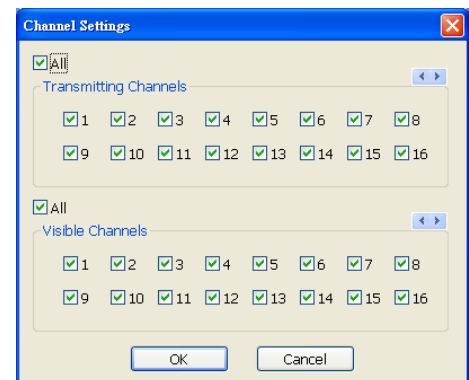 Channel Settings
All
Transmitting Channels
1 2 3 4 5 6 7 8
9 10 11 12 13 14 15 16
All
Visible Channels
1 2 3 4 5 6 7 8
9 10 11 12 13 14 15 16
OK Cancel